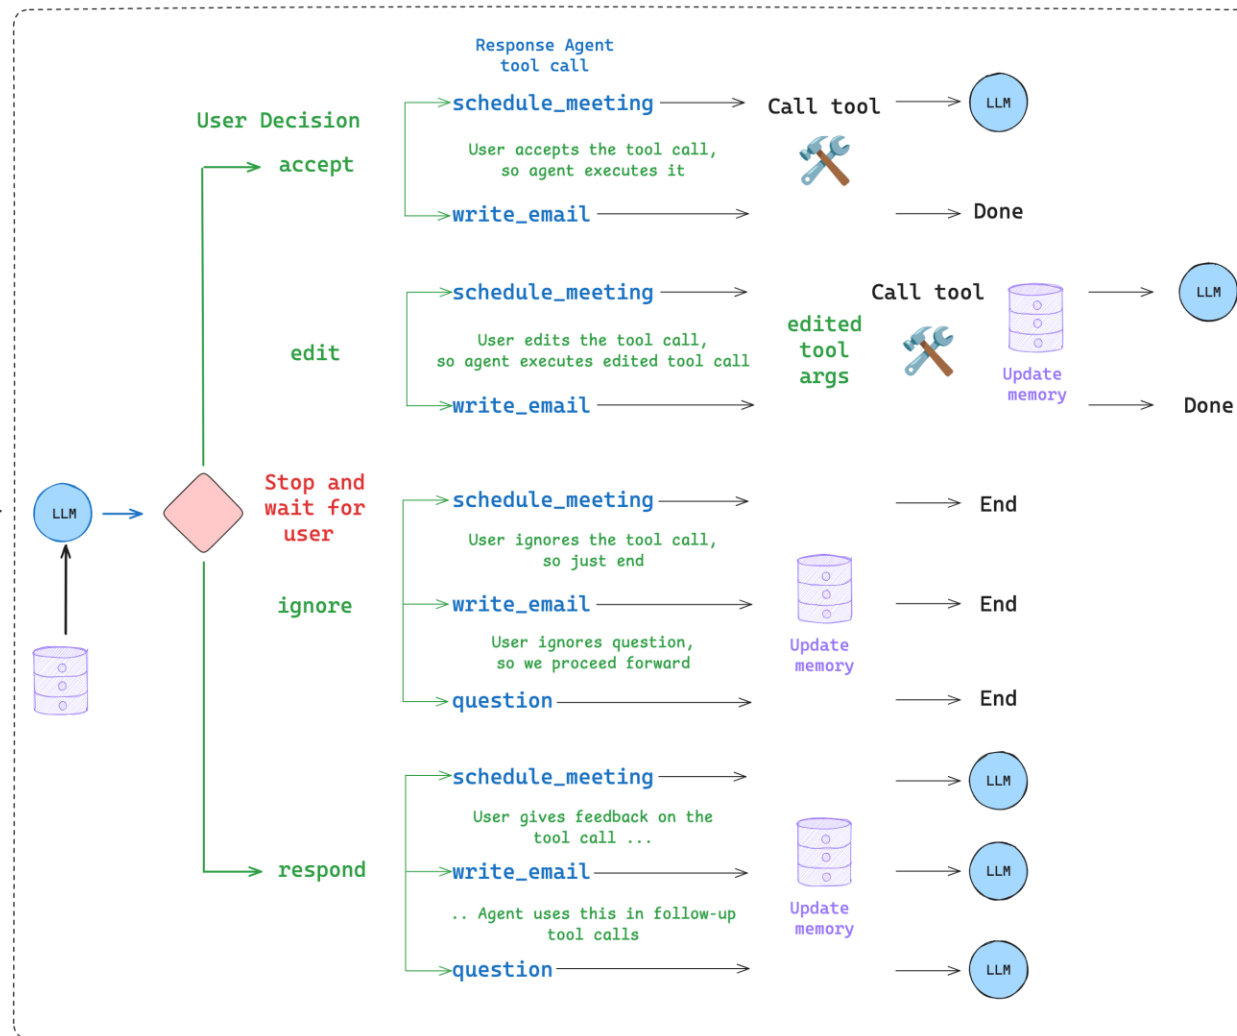 Response Agent
tool call
User Decision
accept
schedule_meeting
Call tool
LLM
User accepts the tool call,
so agent executes it
write_email
Done
edit
schedule_meeting
Call tool
LLM
User edits the tool call,
so agent executes edited tool call
edited
tool
args
Update
memory
write_email
Done
LLM
Stop and
wait for
user
ignore
schedule_meeting
End
User ignores the tool call,
so just end
write_email
End
User ignores question,
so we proceed forward
Update
memory
question
End
respond
schedule_meeting
LLM
User gives feedback on the
tool call ...
write_email
LLM
.. Agent uses this in follow-up
tool calls
Update
memory
question
LLM